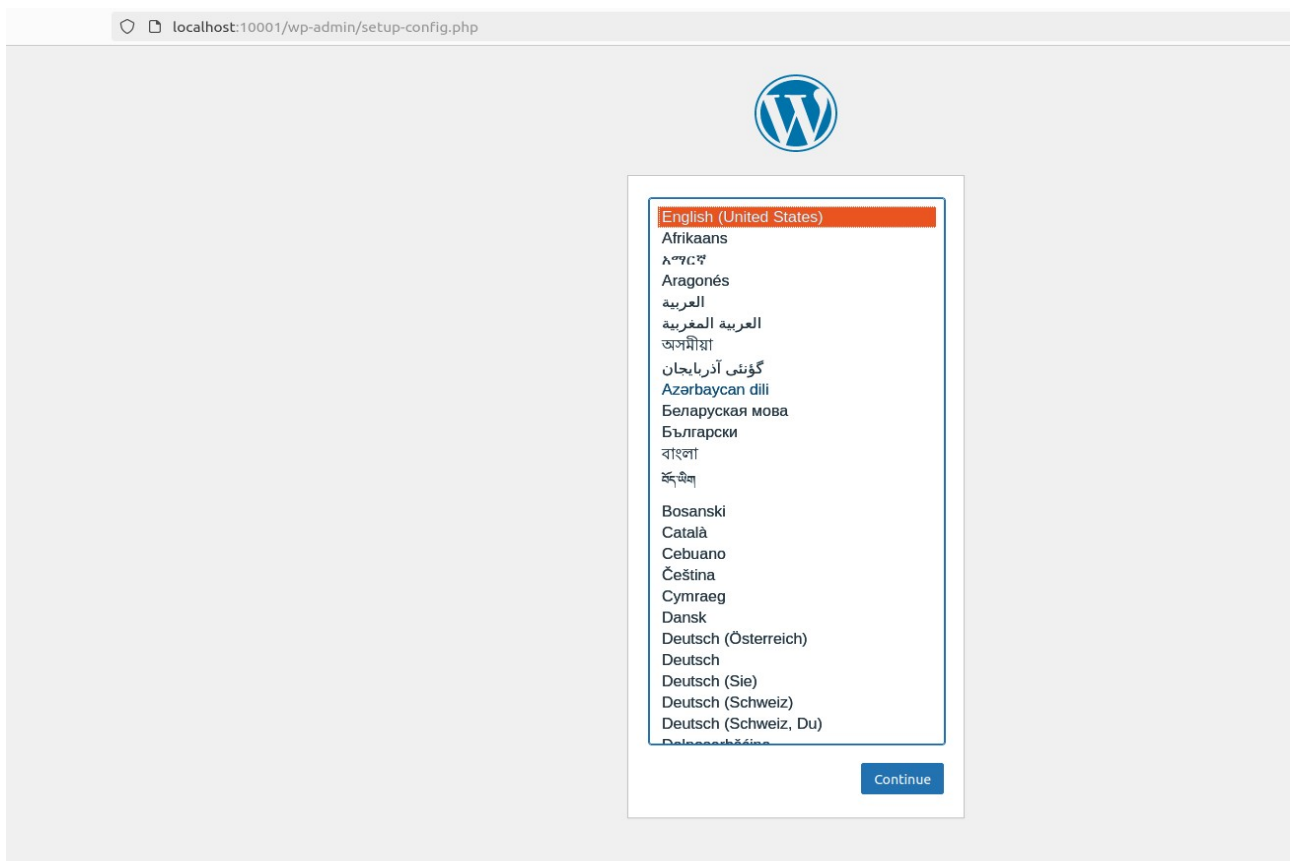 localhost:10001/wp-admin/setup-config.php
English (United States)
Afrikaans
አማርኛ
Aragonés
العربية
العربية المغربية
অসমীয়া
گؤنئی آذربایجان
Azərbaycan dili
Беларуская мова
Български
বাংলা
བོད་ཡིག
Bosanski
Català
Cebuano
Čeština
Cymraeg
Dansk
Deutsch (Österreich)
Deutsch
Deutsch (Sie)
Deutsch (Schweiz)
Deutsch (Schweiz, Du)
Continue